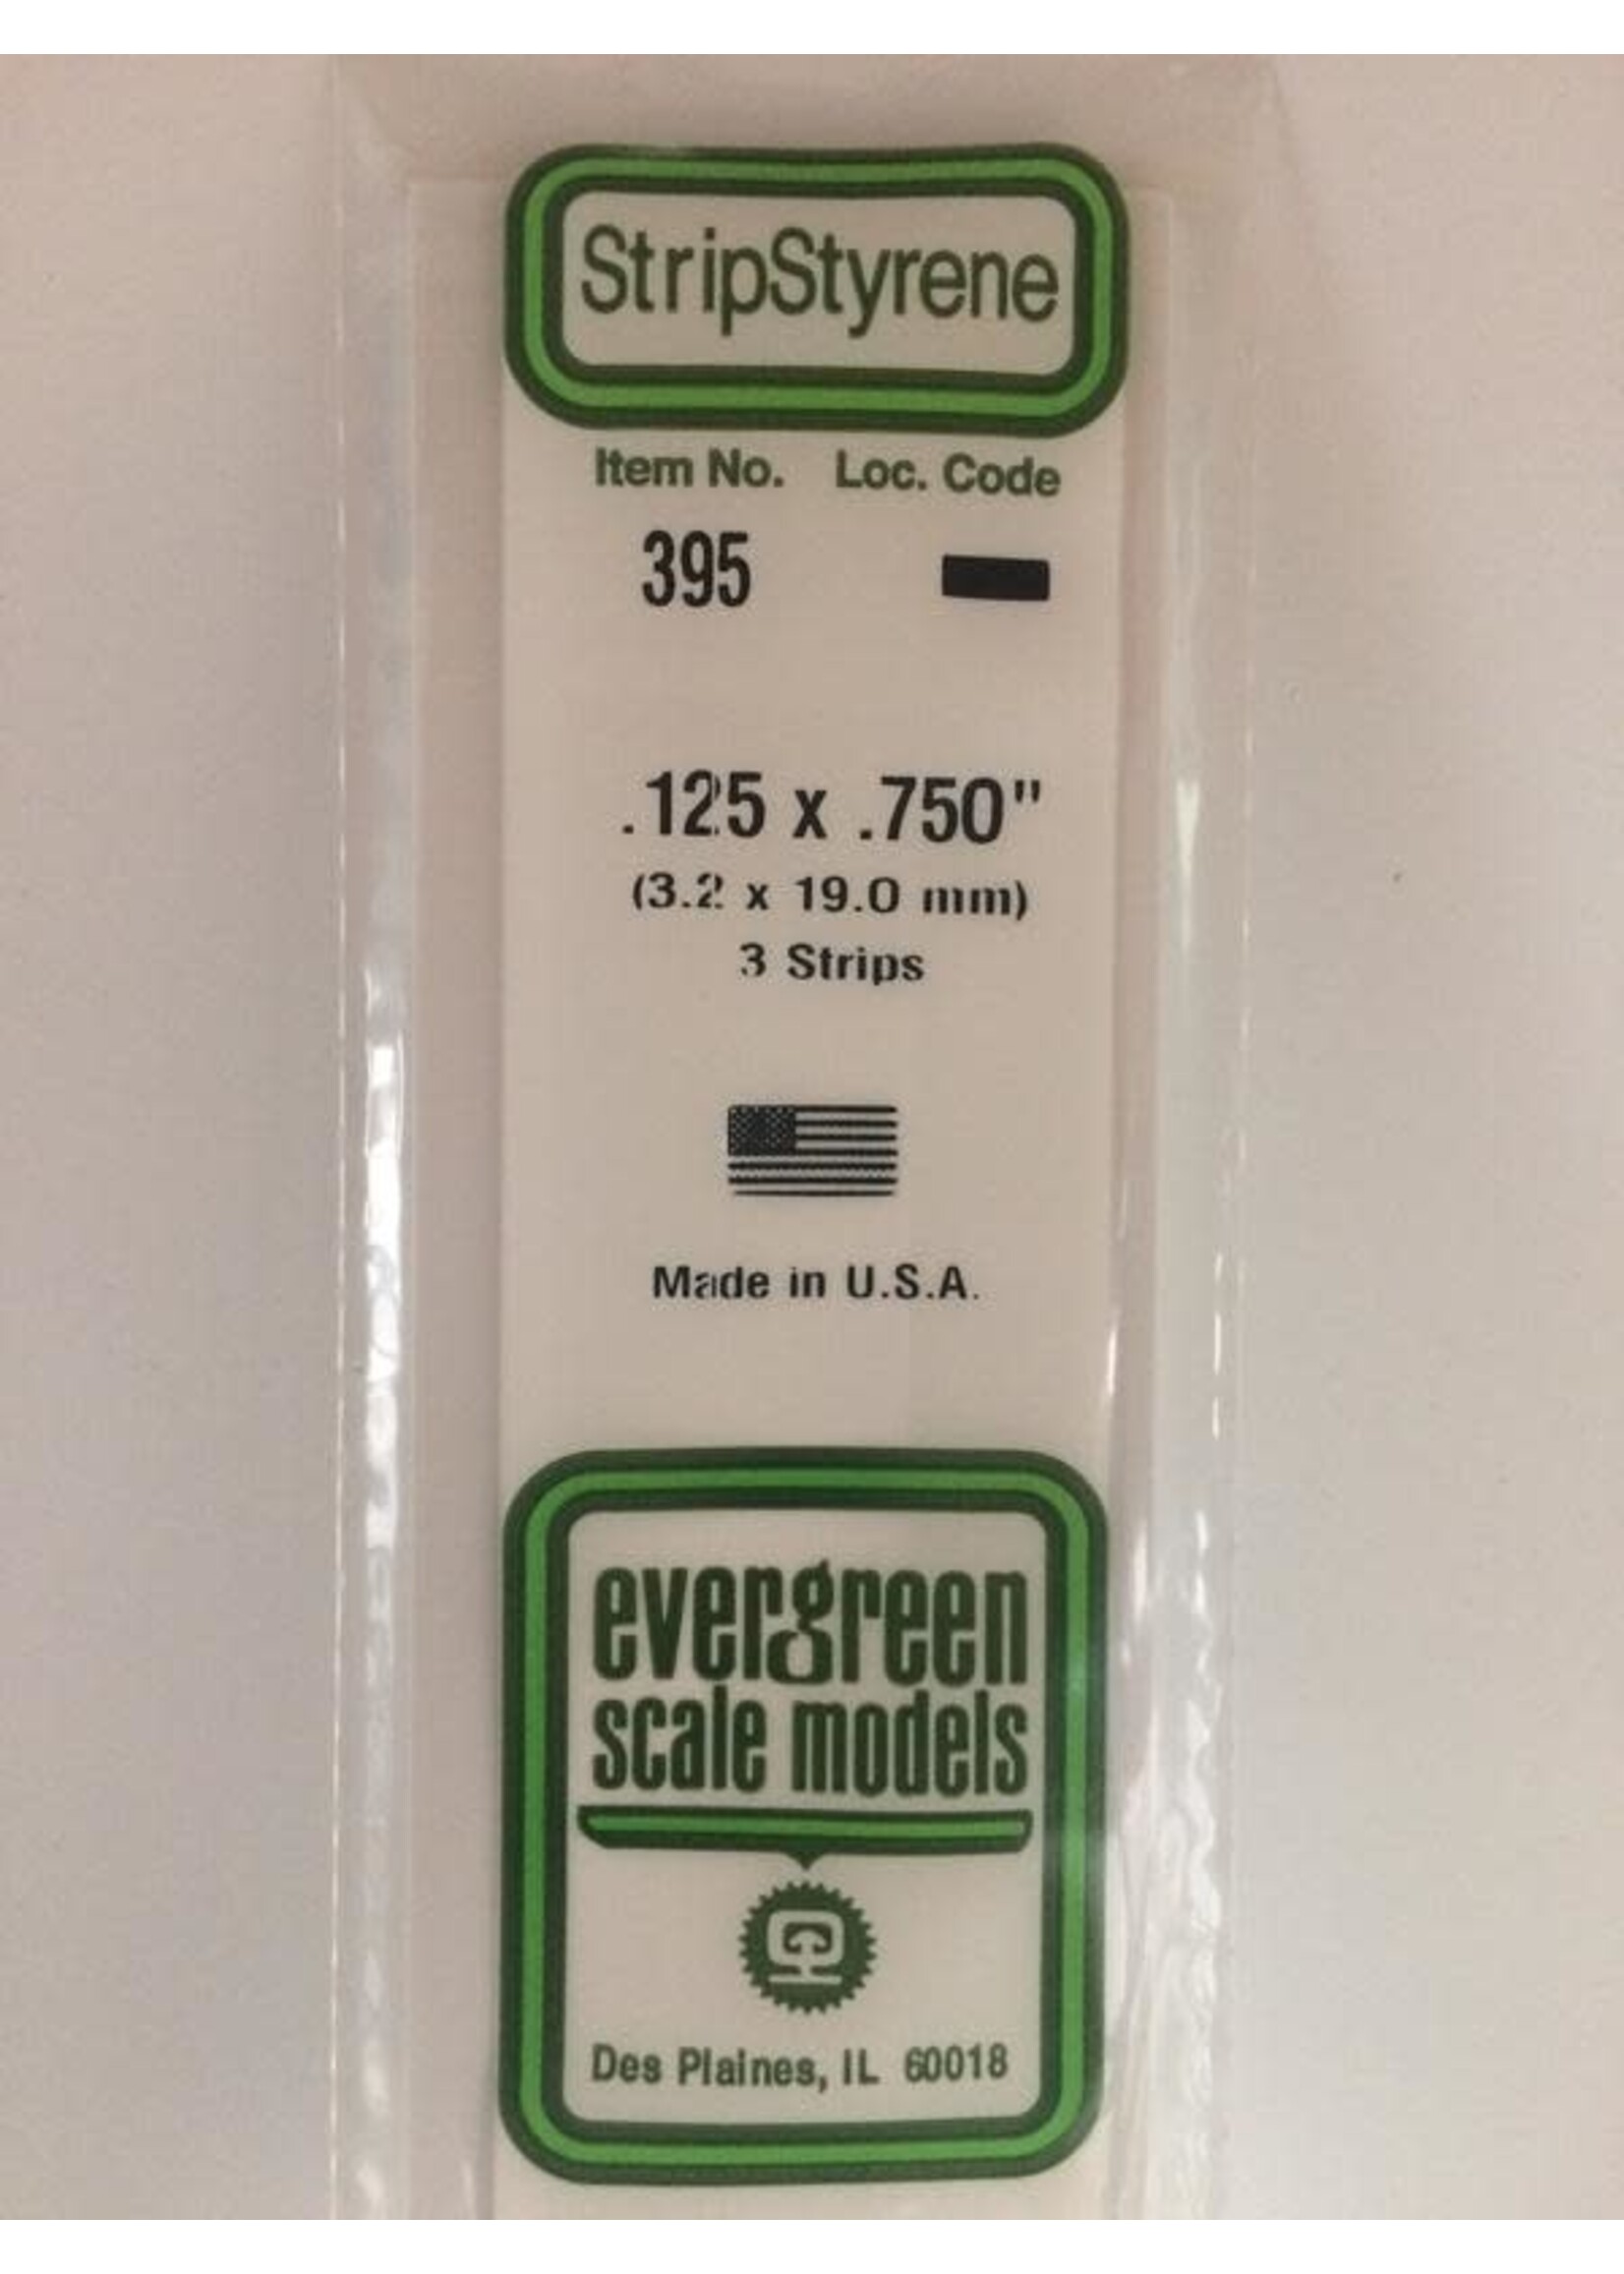 StripStyrene
Item No. Loc. Code
395
.125 x .750"
(3.2 x 19.0 mm)
3 Strips
Made in U.S.A.
evergreen
scale models
Des Plaines, IL 60018